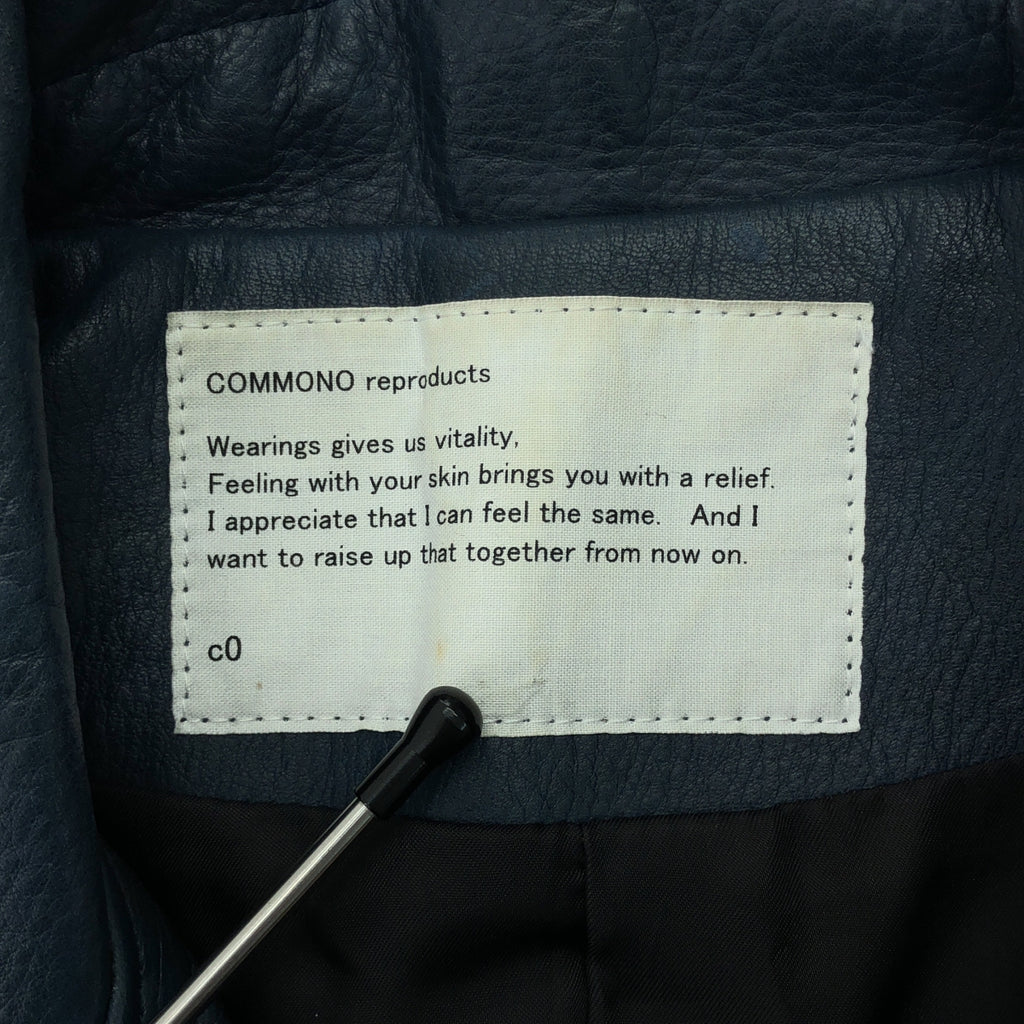 COMMONO reproducts
Wearings gives us vitality,
Feeling with your skin brings you with a relief.
I appreciate that I can feel the same. And I
want to raise up that together from now on.
c0